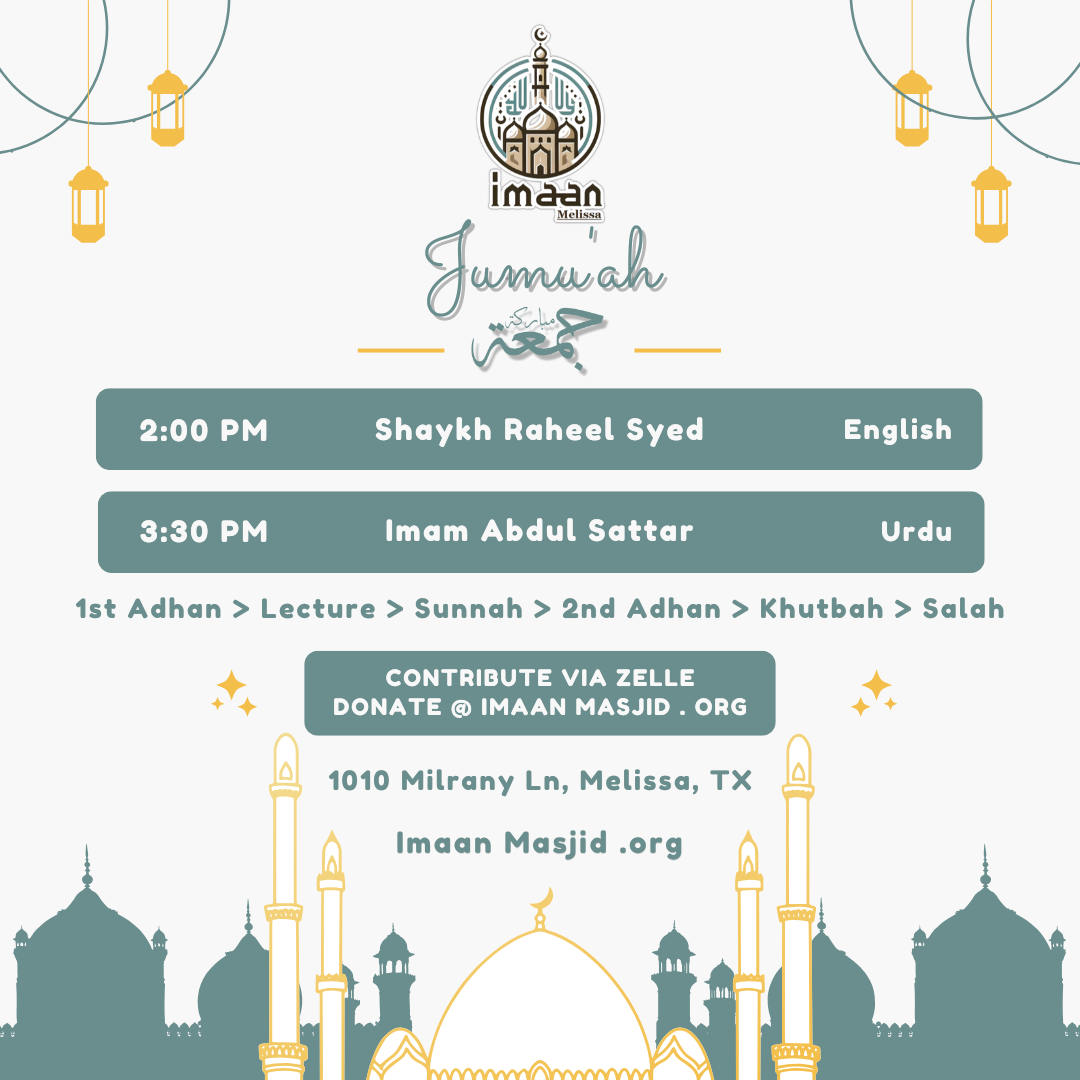 imaan
Melissa
Jumu'ah
جمعة مباركة
2:00 PM Shaykh Raheel Syed English
3:30 PM Imam Abdul Sattar Urdu
1st Adhan > Lecture > Sunnah > 2nd Adhan > Khutbah > Salah
CONTRIBUTE VIA ZELLE
DONATE @ IMAAN MASJID . ORG
1010 Milrany Ln, Melissa, TX
Imaan Masjid .org